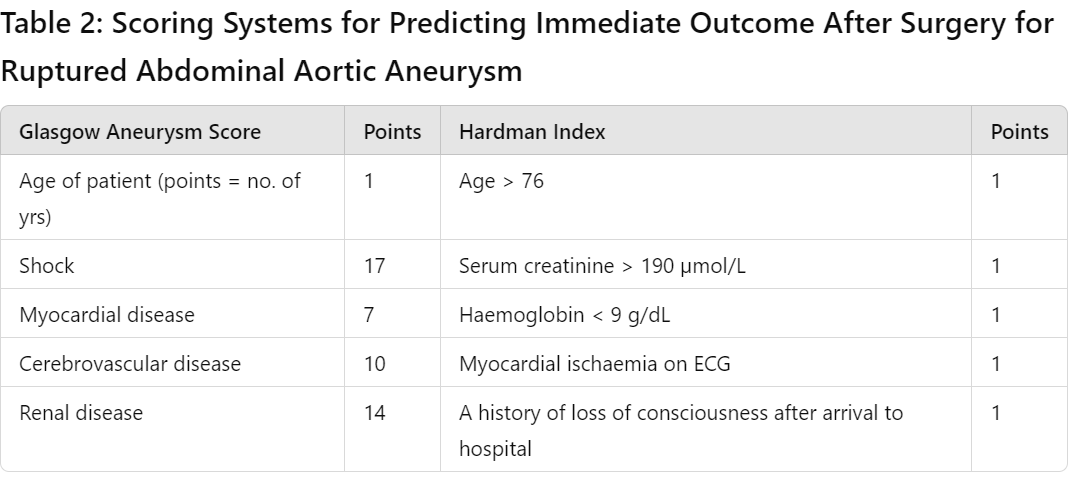 Table 2: Scoring Systems for Predicting Immediate Outcome After Surgery for
Ruptured Abdominal Aortic Aneurysm
Glasgow Aneurysm Score Points Hardman Index Points
Age of patient (points = no. of 1 Age > 76 1
yrs)
Shock 17 Serum creatinine > 190 μmol/L 1
Myocardial disease 7 Haemoglobin < 9 g/dL 1
Cerebrovascular disease 10 Myocardial ischaemia on ECG 1
Renal disease 14 A history of loss of consciousness after arrival to 1
hospital